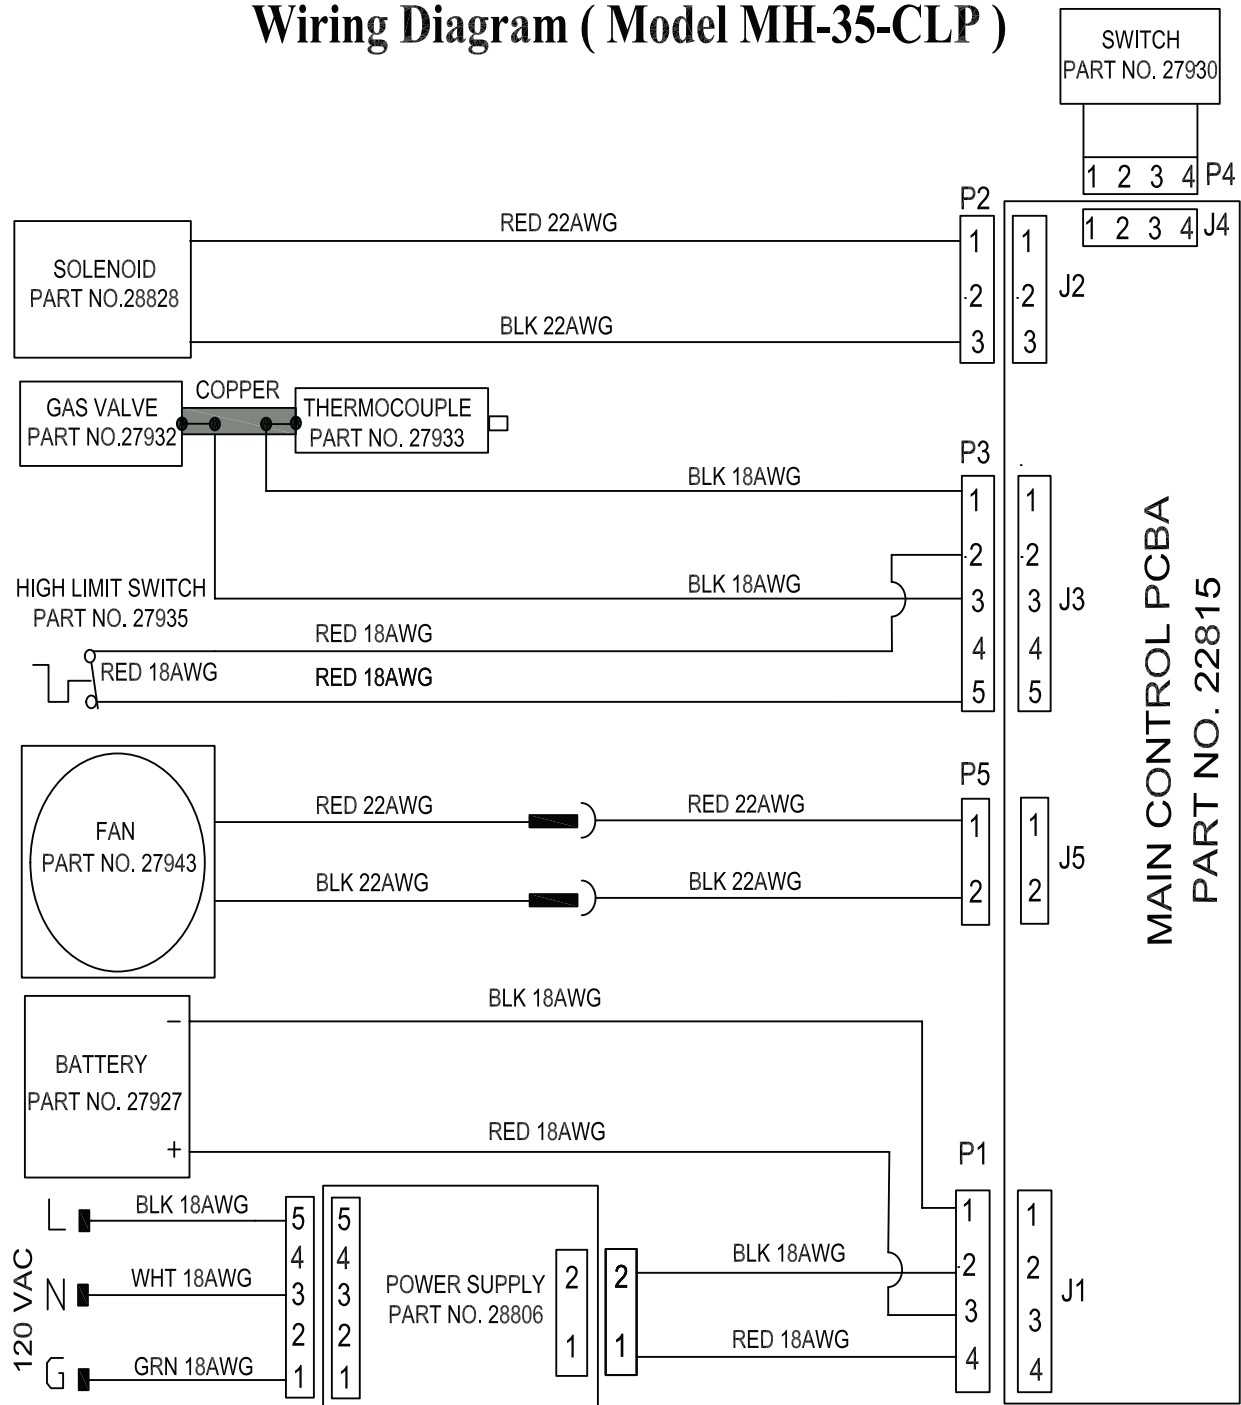 Wiring Diagram ( Model MH-35-CLP )
SWITCH
PART NO. 27930
1 2 3 4 P4
1 2 3 4 J4
P2
RED 22AWG
SOLENOID
PART NO.28828
BLK 22AWG
1
2
3
1
2
3
J2
GAS VALVE
PART NO.27932
COPPER
THERMOCOUPLE
PART NO. 27933
P3
BLK 18AWG
BLK 18AWG
HIGH LIMIT SWITCH
PART NO. 27935
RED 18AWG
RED 18AWG
RED 18AWG
1
2
3
4
5
1
2
3
4
5
J3
MAIN CONTROL PCBA
PART NO. 22815
FAN
PART NO. 27943
RED 22AWG
RED 22AWG
BLK 22AWG
BLK 22AWG
P5
1
2
1
2
J5
BATTERY
PART NO. 27927
−
+
BLK 18AWG
RED 18AWG
P1
1
2
3
4
1
2
3
4
J1
120 VAC
L
BLK 18AWG
N
WHT 18AWG
G
GRN 18AWG
5
4
3
2
1
5
4
3
2
1
POWER SUPPLY
PART NO. 28806
2
1
2
1
BLK 18AWG
RED 18AWG